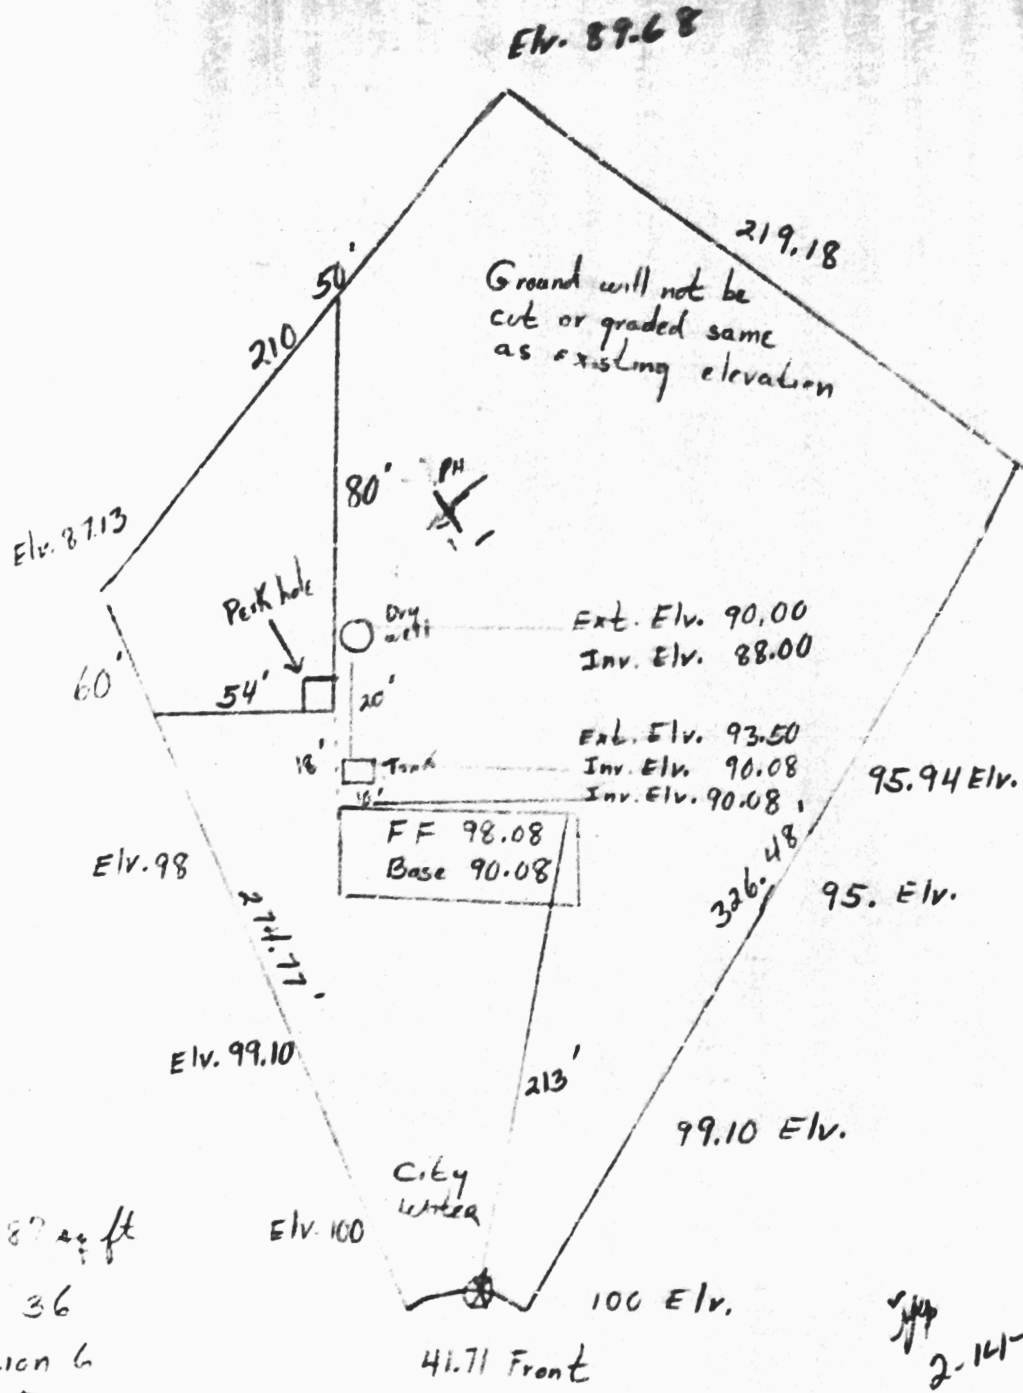 Elv. 89.68
219.18
50'
210
Ground will not be
cut or graded same
as existing elevation
80'
PH
Elv. 87.13
Perk hole
Dry
well
Ext. Elv. 90.00
Inv. Elv. 88.00
60'
54'
20'
18'
Tank
Ext. Elv. 93.50
Inv. Elv. 90.08
Inv. Elv. 90.08
10'
95.94 Elv.
FF 98.08
Base 90.08
Elv. 98
274.77'
326.48'
95. Elv.
Elv. 99.10
213'
99.10 Elv.
City
Water
sq ft
Elv. 100
36
100 Elv.
41.71 Front